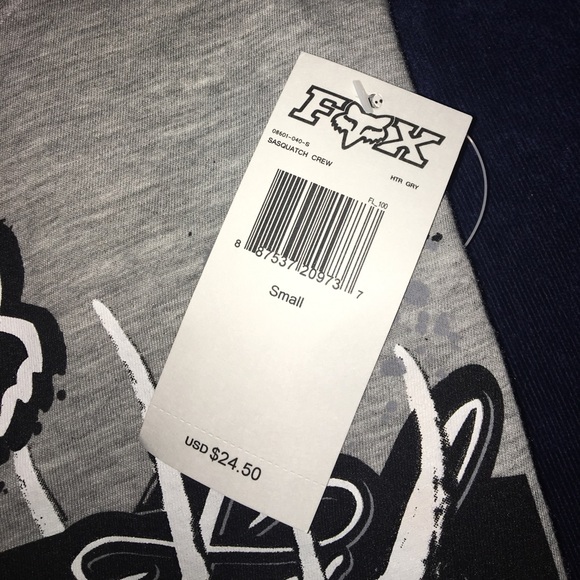 FOX
08601-040-S
SASQUATCH CREW
HTR GRY
FL 100
8 87537 20973 7
Small
USD $24.50